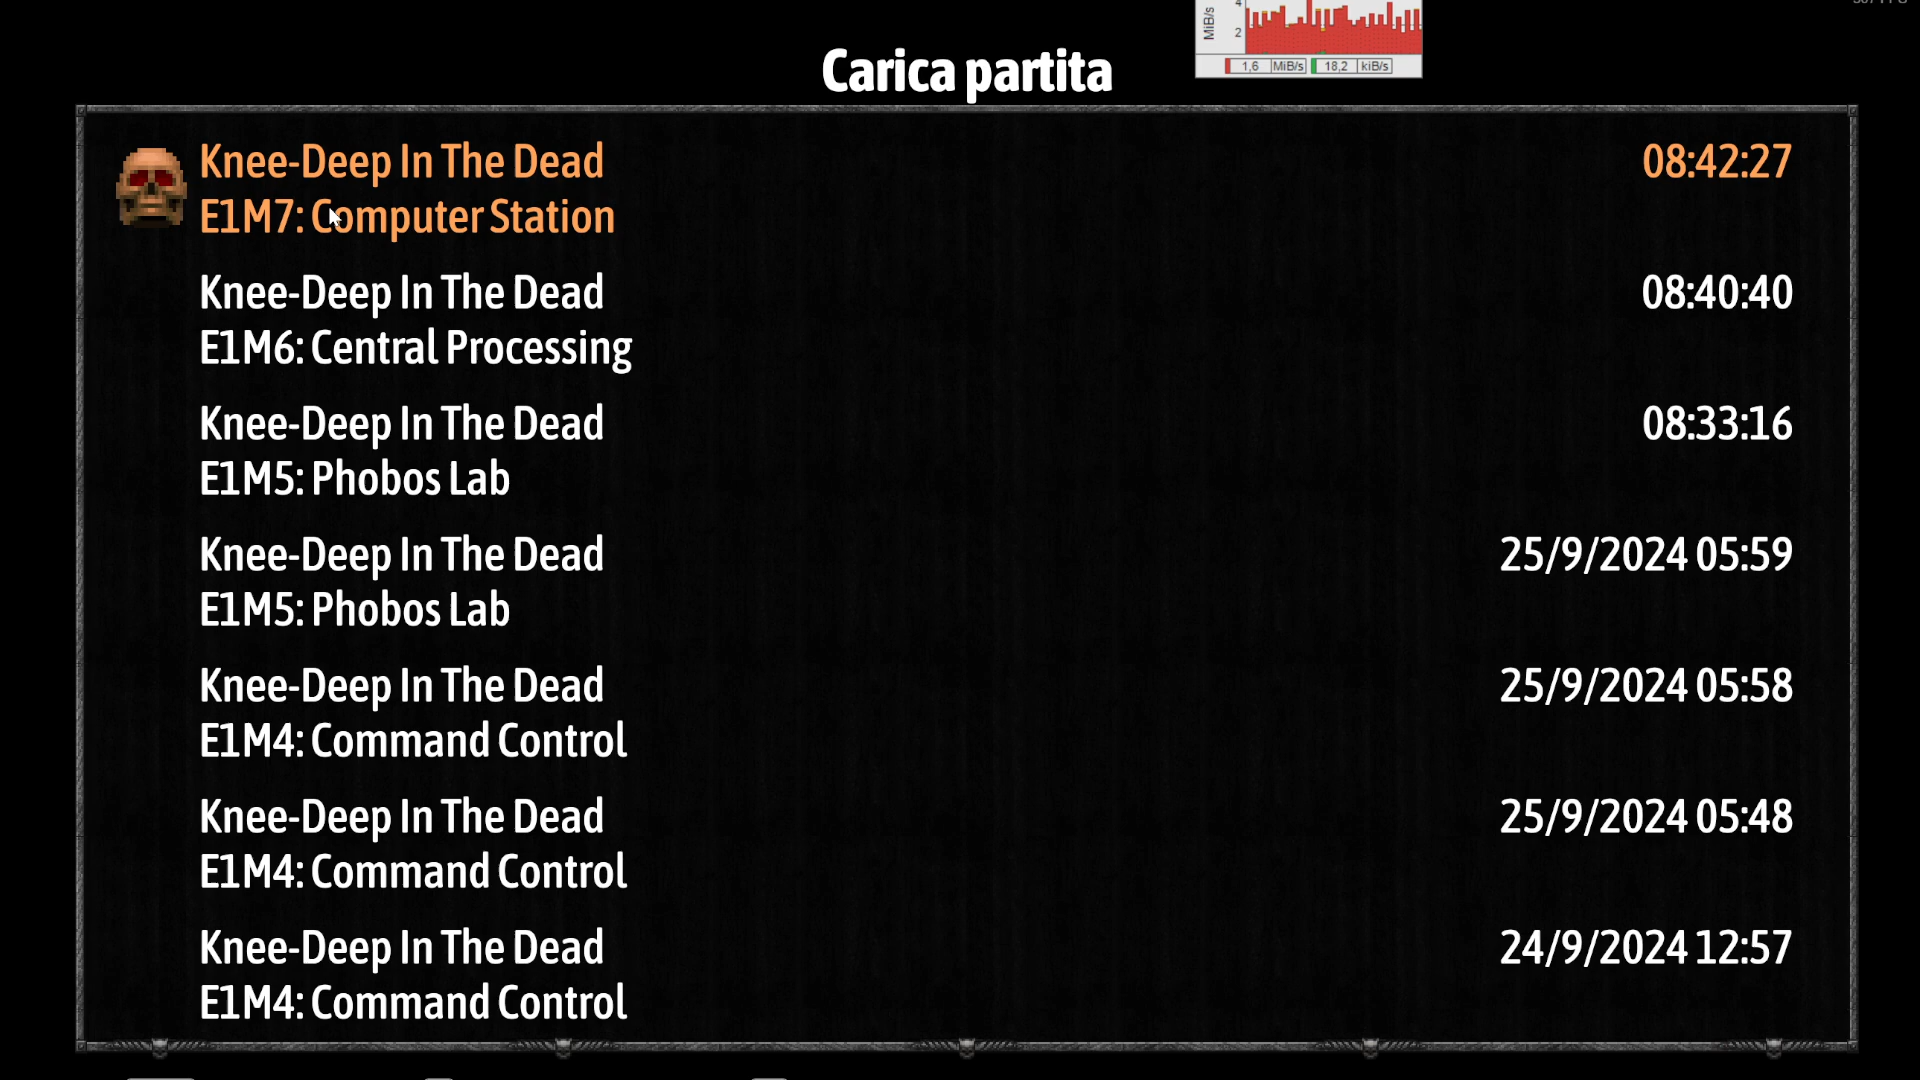 MiB/s
4
2
1,6 MiB/s 18,2 kiB/s
Carica partita
Knee-Deep In The Dead 08:42:27
E1M7: Computer Station
Knee-Deep In The Dead 08:40:40
E1M6: Central Processing
Knee-Deep In The Dead 08:33:16
E1M5: Phobos Lab
Knee-Deep In The Dead 25/9/2024 05:59
E1M5: Phobos Lab
Knee-Deep In The Dead 25/9/2024 05:58
E1M4: Command Control
Knee-Deep In The Dead 25/9/2024 05:48
E1M4: Command Control
Knee-Deep In The Dead 24/9/2024 12:57
E1M4: Command Control